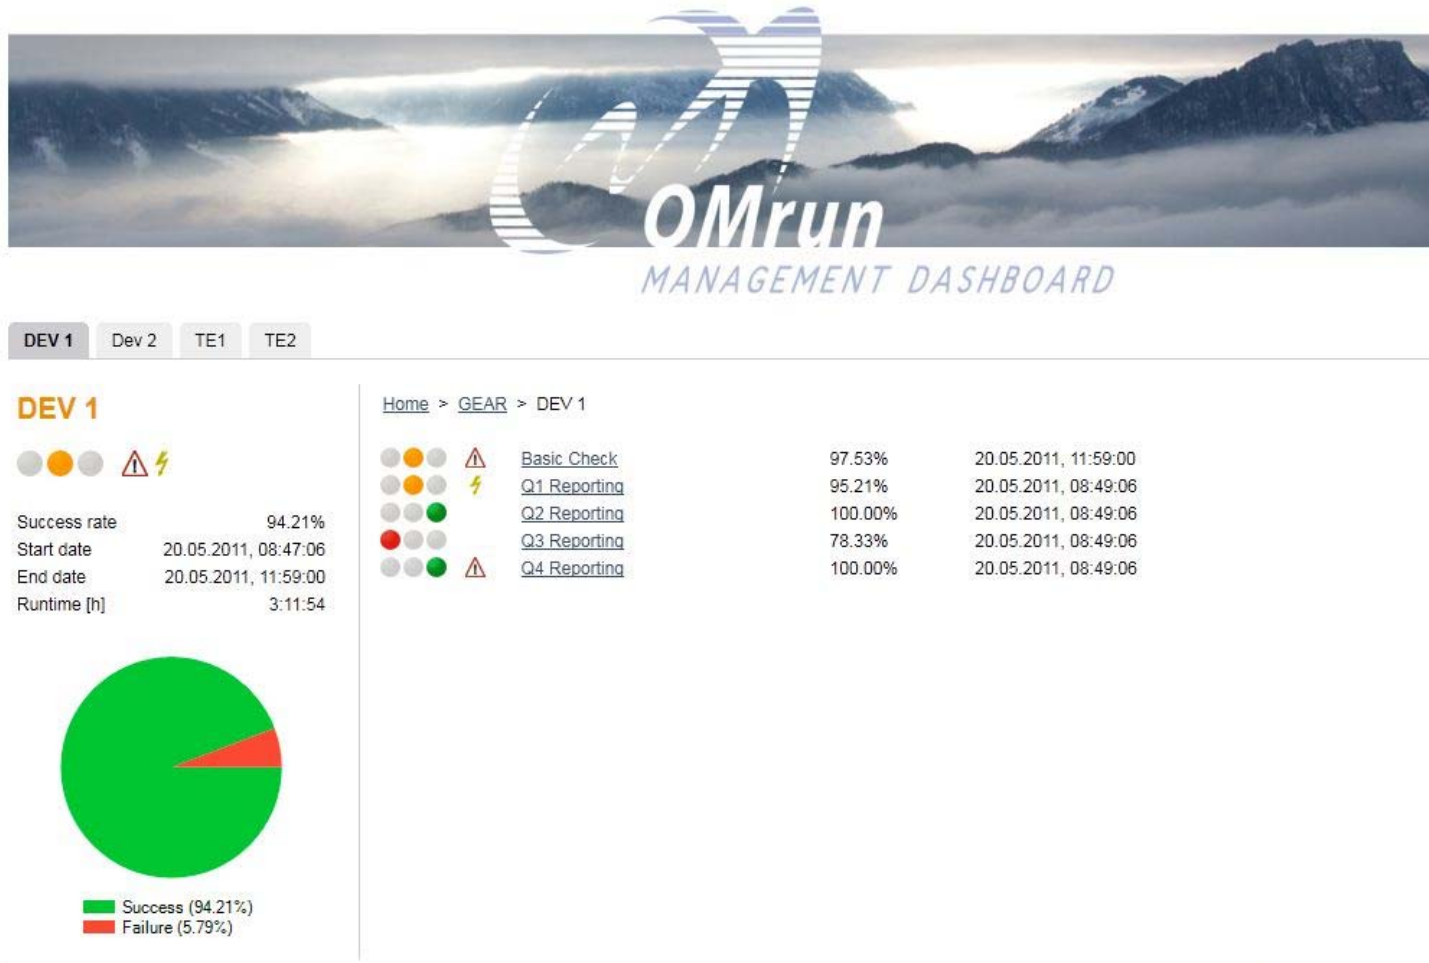 OMrun
MANAGEMENT DASHBOARD
DEV 1 Dev 2 TE1 TE2
DEV 1
Success rate 94.21%
Start date 20.05.2011, 08:47:06
End date 20.05.2011, 11:59:00
Runtime [h] 3:11:54
Success (94.21%)
Failure (5.79%)
Home > GEAR > DEV 1
Basic Check 97.53% 20.05.2011, 11:59:00
Q1 Reporting 95.21% 20.05.2011, 08:49:06
Q2 Reporting 100.00% 20.05.2011, 08:49:06
Q3 Reporting 78.33% 20.05.2011, 08:49:06
Q4 Reporting 100.00% 20.05.2011, 08:49:06